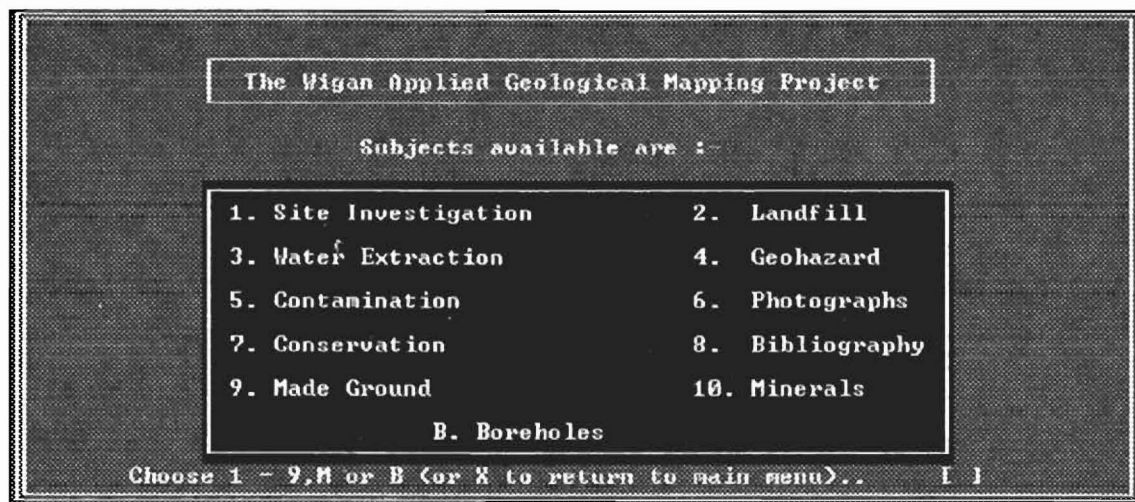 The Wigan Applied Geological Mapping Project
Subjects available are :-
1. Site Investigation 2. Landfill
3. Water Extraction 4. Geohazard
5. Contamination 6. Photographs
7. Conservation 8. Bibliography
9. Made Ground 10. Minerals
B. Boreholes
Choose 1 - 9,M or B (or X to return to main menu).. [ ]